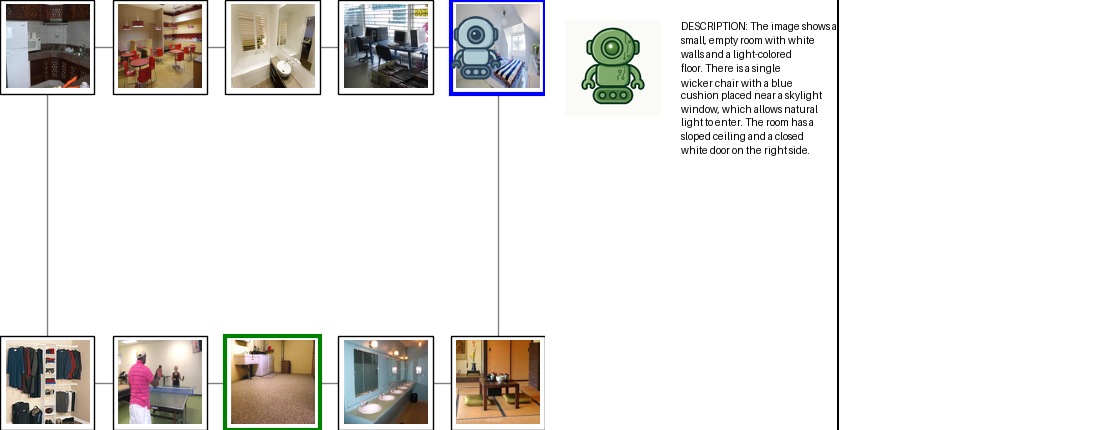 DESCRIPTION: The image shows a
small, empty room with white
walls and a light-colored
floor. There is a single
wicker chair with a blue
cushion placed near a skylight
window, which allows natural
light to enter. The room has a
sloped ceiling and a closed
white door on the right side.